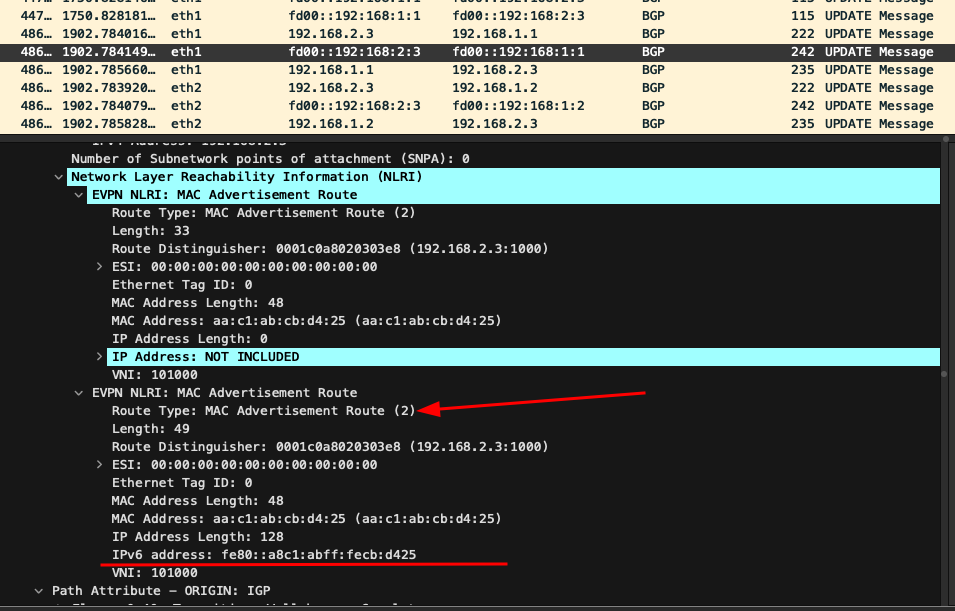 447… 1750.828181… eth1 fd00::192:168:1:1 fd00::192:168:2:3 BGP 115 UPDATE Message
486… 1902.784016… eth1 192.168.2.3 192.168.1.1 BGP 222 UPDATE Message
486… 1902.784149… eth1 fd00::192:168:2:3 fd00::192:168:1:1 BGP 242 UPDATE Message
486… 1902.785660… eth1 192.168.1.1 192.168.2.3 BGP 235 UPDATE Message
486… 1902.783920… eth2 192.168.2.3 192.168.1.2 BGP 222 UPDATE Message
486… 1902.784079… eth2 fd00::192:168:2:3 fd00::192:168:1:2 BGP 242 UPDATE Message
486… 1902.785828… eth2 192.168.1.2 192.168.2.3 BGP 235 UPDATE Message
Number of Subnetwork points of attachment (SNPA): 0
Network Layer Reachability Information (NLRI)
EVPN NLRI: MAC Advertisement Route
Route Type: MAC Advertisement Route (2)
Length: 33
Route Distinguisher: 0001c0a8020303e8 (192.168.2.3:1000)
ESI: 00:00:00:00:00:00:00:00:00:00
Ethernet Tag ID: 0
MAC Address Length: 48
MAC Address: aa:c1:ab:cb:d4:25 (aa:c1:ab:cb:d4:25)
IP Address Length: 0
IP Address: NOT INCLUDED
VNI: 101000
EVPN NLRI: MAC Advertisement Route
Route Type: MAC Advertisement Route (2)
Length: 49
Route Distinguisher: 0001c0a8020303e8 (192.168.2.3:1000)
ESI: 00:00:00:00:00:00:00:00:00:00
Ethernet Tag ID: 0
MAC Address Length: 48
MAC Address: aa:c1:ab:cb:d4:25 (aa:c1:ab:cb:d4:25)
IP Address Length: 128
IPv6 address: fe80::a8c1:abff:fecb:d425
VNI: 101000
Path Attribute – ORIGIN: IGP